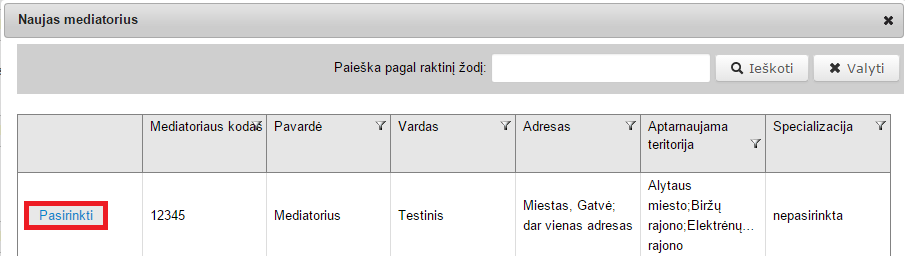 Naujas mediatorius
Paieška pagal raktinį žodį:
Ieškoti
Valyti
Mediatoriaus kodas
Pavardė
Vardas
Adresas
Aptarnaujama
teritorija
Specializacija
Pasirinkti
12345
Mediatorius
Testinis
Miestas, Gatvė;
dar vienas adresas
Alytaus
miesto;Biržų
rajono;Elektrėnų...
rajono
nepasirinkta